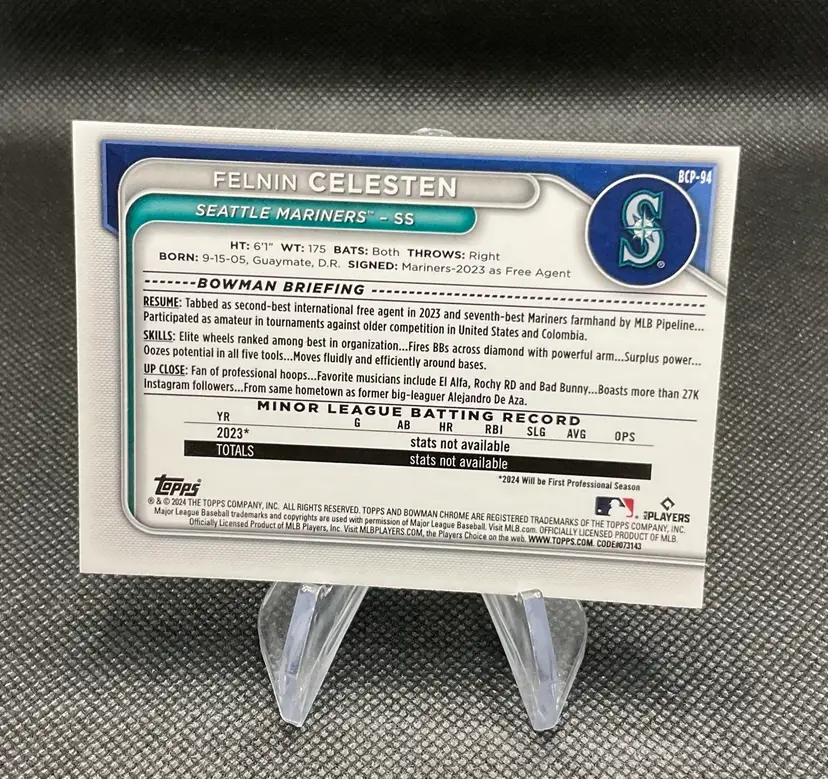 BCP-94
FELNIN CELESTEN
SEATTLE MARINERS™ – SS
S®
HT: 6'1" WT: 175 BATS: Both THROWS: Right
BORN: 9-15-05, Guaymate, D.R. SIGNED: Mariners-2023 as Free Agent
BOWMAN BRIEFING
RESUME: Tabbed as second-best international free agent in 2023 and seventh-best Mariners farmhand by MLB Pipeline...
Participated as amateur in tournaments against older competition in United States and Colombia.
SKILLS: Elite wheels ranked among best in organization...Fires BBs across diamond with powerful arm...Surplus power...
Oozes potential in all five tools...Moves fluidly and efficiently around bases.
UP CLOSE: Fan of professional hoops...Favorite musicians include El Alfa, Rochy RD and Bad Bunny...Boasts more than 27K
Instagram followers...From same hometown as former big-leaguer Alejandro De Aza.
MINOR LEAGUE BATTING RECORD
YR G AB HR RBI SLG AVG OPS
2023* stats not available
TOTALS stats not available
*2024 Will be First Professional Season
Topps®
PLAYERS
® & © 2024 THE TOPPS COMPANY, INC. ALL RIGHTS RESERVED. TOPPS AND BOWMAN CHROME ARE REGISTERED TRADEMARKS OF THE TOPPS COMPANY, INC.
Major League Baseball trademarks and copyrights are used with permission of Major League Baseball. Visit MLB.com. OFFICIALLY LICENSED PRODUCT OF MLB.
Officially Licensed Product of MLB Players, Inc. Visit MLBPLAYERS.COM, the Players Choice on the web. WWW.TOPPS.COM. CODE#073143